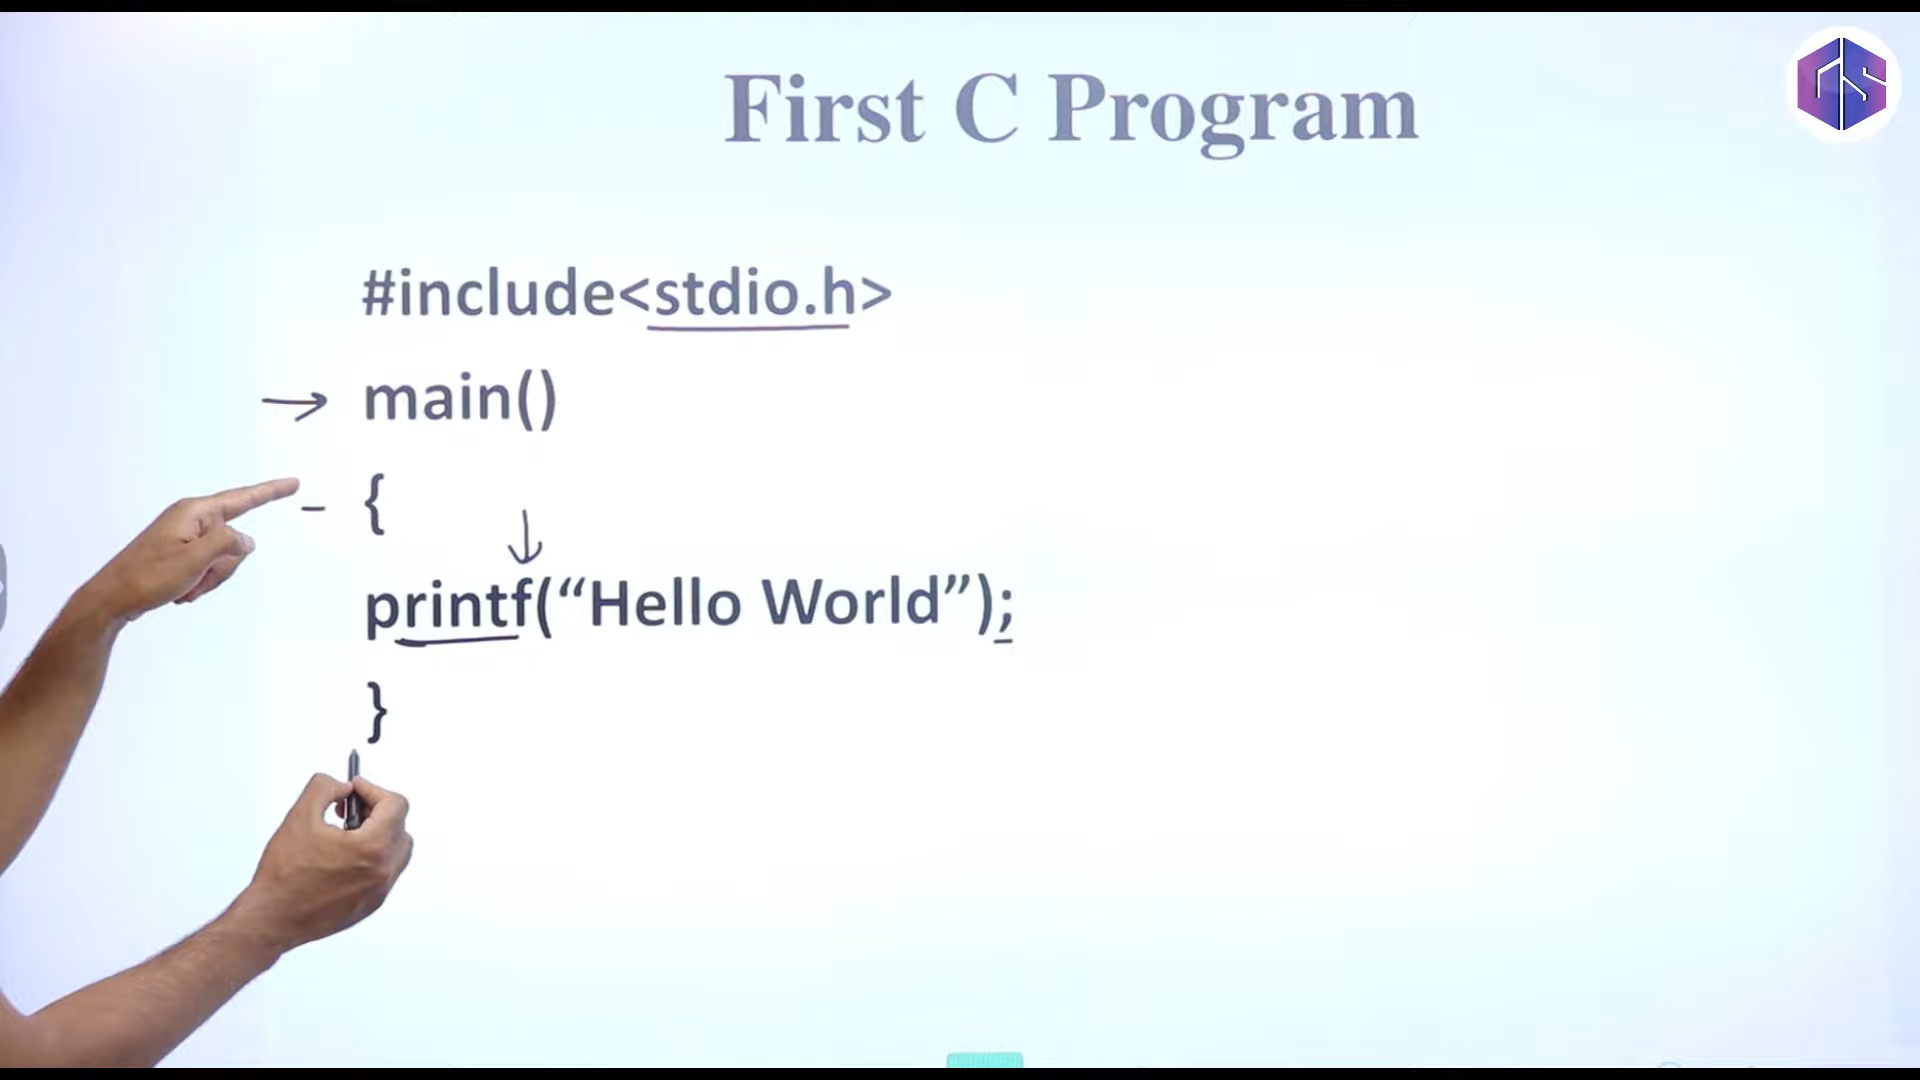 First C Program
#include<stdio.h>
main()
{
printf(“Hello World”);
}